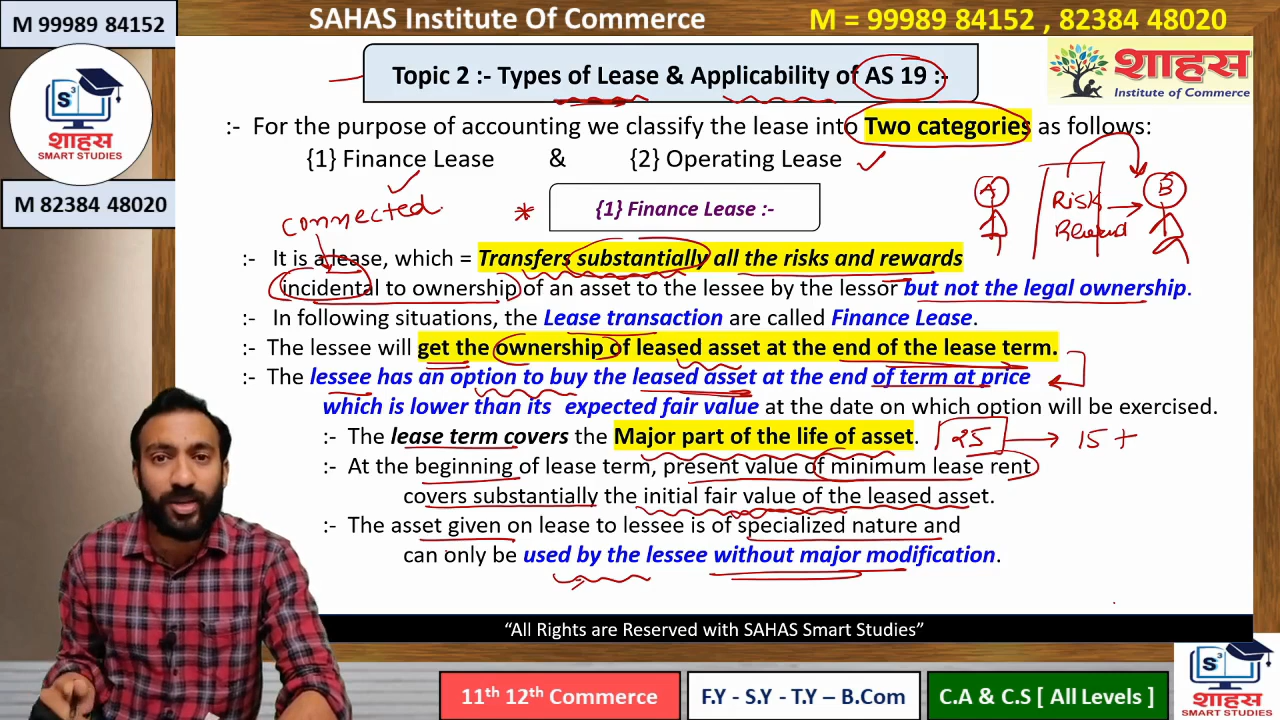 M 99989 84152
SAHAS Institute Of Commerce
M = 99989 84152 , 82384 48020
S³
शाहस
SMART STUDIES
M 82384 48020
शाहस
Institute of Commerce
Topic 2 :- Types of Lease & Applicability of AS 19 :-
:- For the purpose of accounting we classify the lease into Two categories as follows:
{1} Finance Lease & {2} Operating Lease
connected
* {1} Finance Lease :-
A Risk Reward B
:- It is a lease, which = Transfers substantially all the risks and rewards
incidental to ownership of an asset to the lessee by the lessor but not the legal ownership.
:- In following situations, the Lease transaction are called Finance Lease.
:- The lessee will get the ownership of leased asset at the end of the lease term.
:- The lessee has an option to buy the leased asset at the end of term at price
which is lower than its expected fair value at the date on which option will be exercised.
:- The lease term covers the Major part of the life of asset. 25 → 15 +
:- At the beginning of lease term, present value of minimum lease rent
covers substantially the initial fair value of the leased asset.
:- The asset given on lease to lessee is of specialized nature and
can only be used by the lessee without major modification.
“All Rights are Reserved with SAHAS Smart Studies”
11th 12th Commerce
F.Y - S.Y - T.Y – B.Com
C.A & C.S [ All Levels ]
S³
शाहस
SMART STUDIES